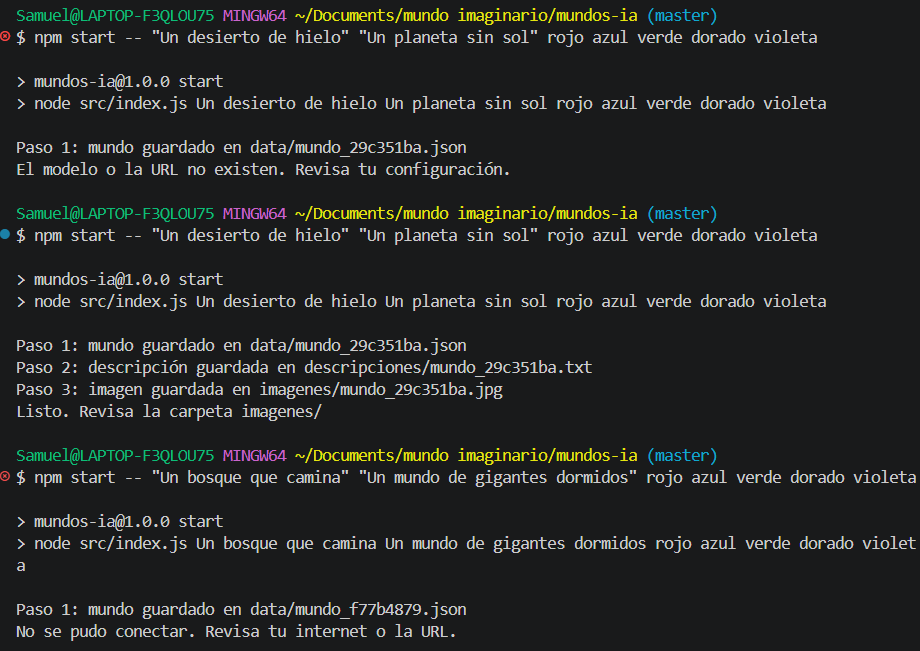 Samuel@LAPTOP-F3QLOU75 MINGW64 ~/Documents/mundo imaginario/mundos-ia (master)
$ npm start -- "Un desierto de hielo" "Un planeta sin sol" rojo azul verde dorado violeta
> mundos-ia@1.0.0 start
> node src/index.js Un desierto de hielo Un planeta sin sol rojo azul verde dorado violeta
Paso 1: mundo guardado en data/mundo_29c351ba.json
El modelo o la URL no existen. Revisa tu configuración.
Samuel@LAPTOP-F3QLOU75 MINGW64 ~/Documents/mundo imaginario/mundos-ia (master)
$ npm start -- "Un desierto de hielo" "Un planeta sin sol" rojo azul verde dorado violeta
> mundos-ia@1.0.0 start
> node src/index.js Un desierto de hielo Un planeta sin sol rojo azul verde dorado violeta
Paso 1: mundo guardado en data/mundo_29c351ba.json
Paso 2: descripción guardada en descripciones/mundo_29c351ba.txt
Paso 3: imagen guardada en imagenes/mundo_29c351ba.jpg
Listo. Revisa la carpeta imagenes/
Samuel@LAPTOP-F3QLOU75 MINGW64 ~/Documents/mundo imaginario/mundos-ia (master)
$ npm start -- "Un bosque que camina" "Un mundo de gigantes dormidos" rojo azul verde dorado violeta
> mundos-ia@1.0.0 start
> node src/index.js Un bosque que camina Un mundo de gigantes dormidos rojo azul verde dorado violet
a
Paso 1: mundo guardado en data/mundo_f77b4879.json
No se pudo conectar. Revisa tu internet o la URL.